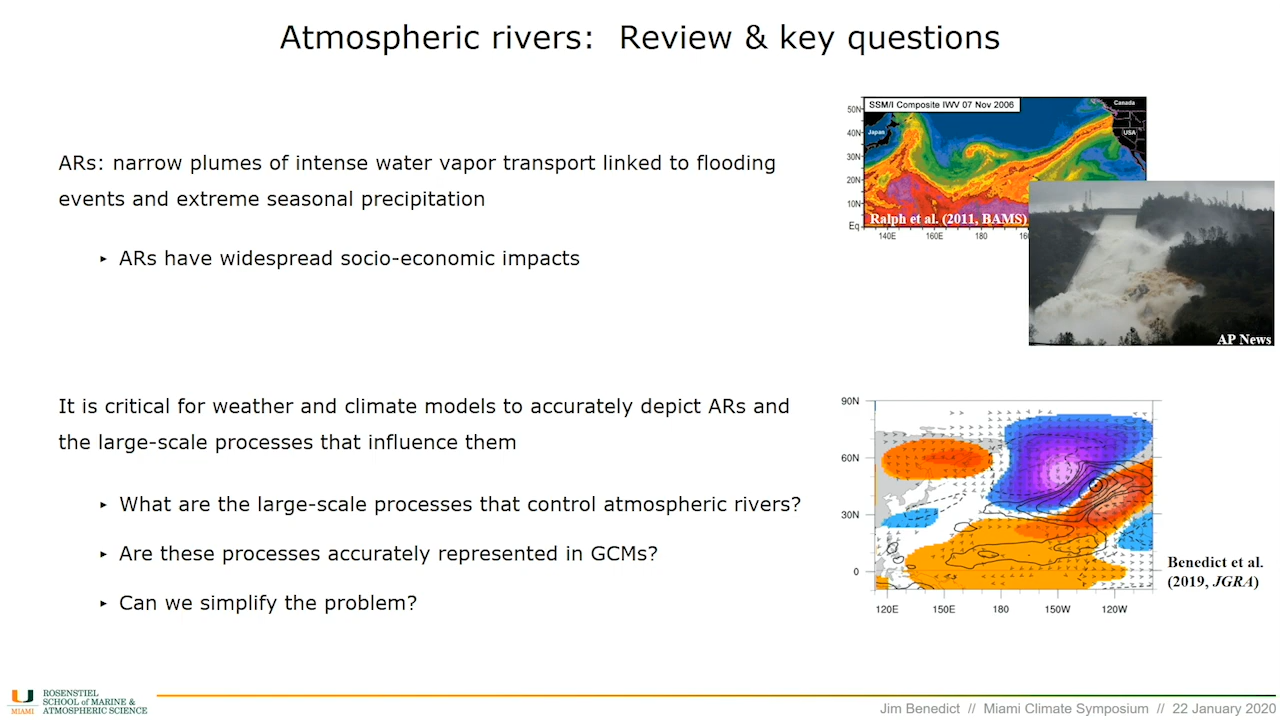 Atmospheric rivers: Review & key questions
ARs: narrow plumes of intense water vapor transport linked to flooding
events and extreme seasonal precipitation
▸ ARs have widespread socio-economic impacts
It is critical for weather and climate models to accurately depict ARs and
the large-scale processes that influence them
▸ What are the large-scale processes that control atmospheric rivers?
▸ Are these processes accurately represented in GCMs?
▸ Can we simplify the problem?
SSM/I Composite IWV 07 Nov 2006
Canada
Japan
USA
50N
40N
30N
20N
10N
Eq
Ralph et al. (2011, BAMS)
140E 160E 180 16
AP News
90N
60N
30N
0
120E 150E 180 150W 120W
Benedict et al.
(2019, JGRA)
MIAMI
ROSENSTIEL
SCHOOL of MARINE &
ATMOSPHERIC SCIENCE
Jim Benedict // Miami Climate Symposium // 22 January 2020